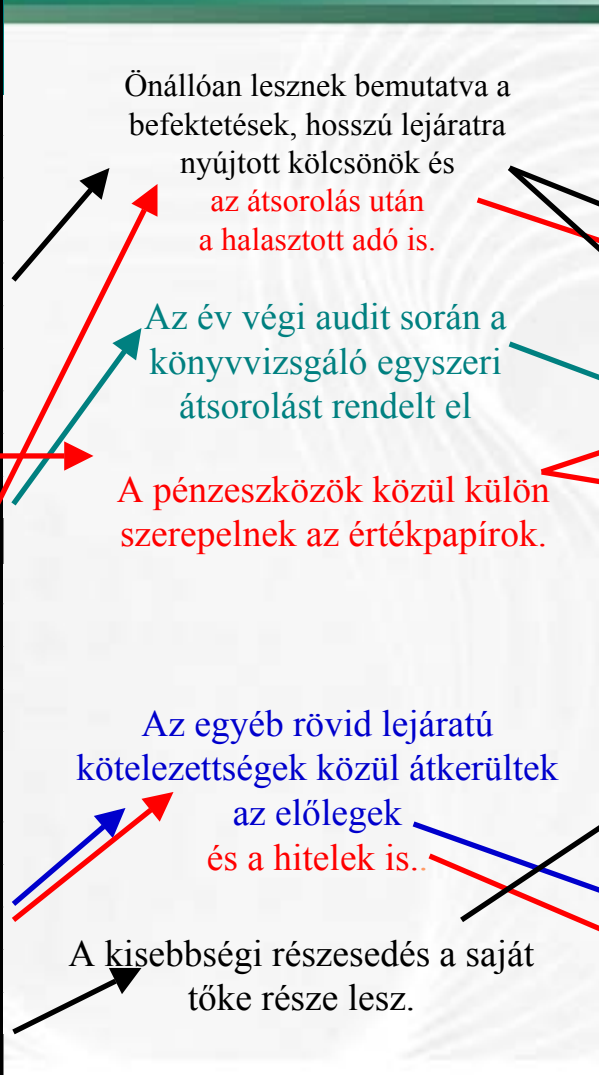 Önállóan lesznek bemutatva a
befektetések, hosszú lejáratra
nyújtott kölcsönök és
az átsorolás után
a halasztott adó is.
Az év végi audit során a
könyvvizsgáló egyszeri
átsorolást rendelt el
A pénzeszközök közül külön
szerepelnek az értékpapírok.
Az egyéb rövid lejáratú
kötelezettségek közül átkerültek
az előlegek
és a hitelek is..
A kisebbségi részesedés a saját
tőke része lesz.